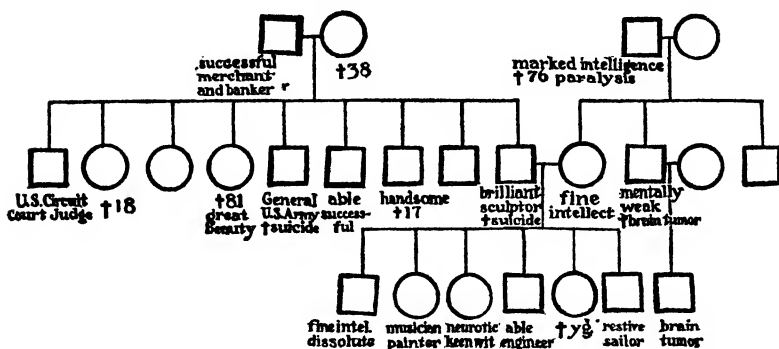 successful
merchant
and banker
†38
marked intelligence
†76 paralysis
U.S. Circuit
Court Judge
†18
†81
great
Beauty
General
U.S. Army
†suicide
able
success-
ful
handsome
†17
brilliant
sculptor
†suicide
fine
intellect
mentally
weak
†brain tumor
fine intel.
dissolute
musician
painter
neurotic
keen wit
able
engineer
†yg
restive
sailor
brain
tumor